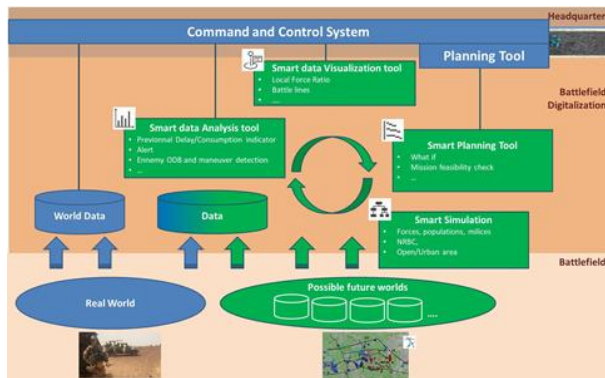 Headquarter
Command and Control System
Planning Tool
Smart data Visualization tool
• Local Force Ratio
• Battle lines
• ....
Battlefield
Digitalization
Smart data Analysis tool
• Previonnal Delay/Consumption indicator
• Alert
• Ennemy ODB and maneuver detection
• ...
Smart Planning Tool
• What if
• Mission feasibility check
• ...
World Data
Data
Smart Simulation
• Forces, populations, milices
• NRBC,
• Open/Urban area
Battlefield
Real World
Possible future worlds
....